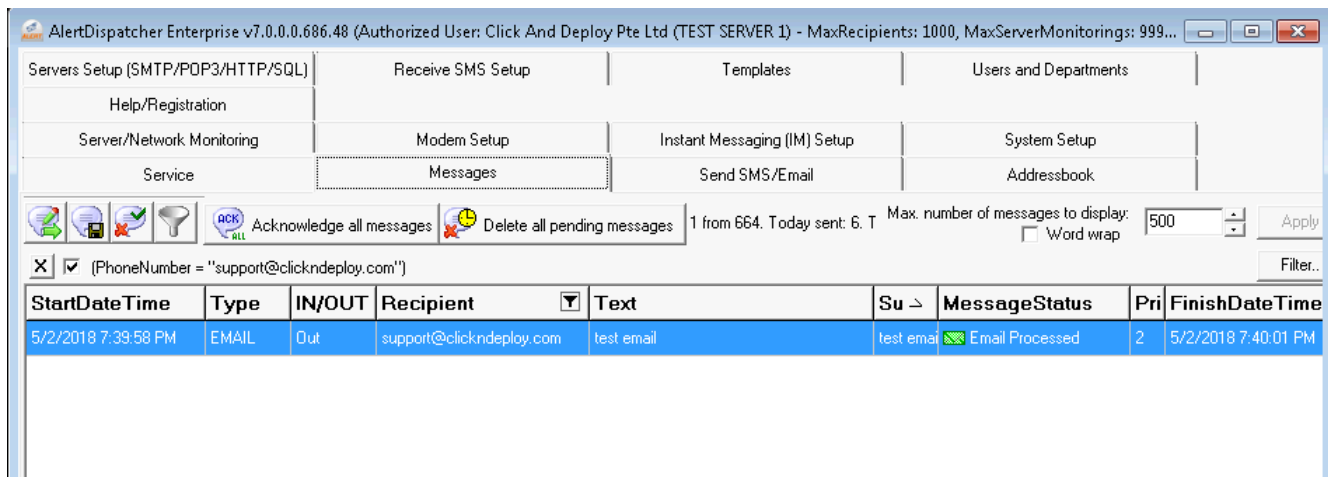 AlertDispatcher Enterprise v7.0.0.0.686.48 (Authorized User: Click And Deploy Pte Ltd (TEST SERVER 1) - MaxRecipients: 1000, MaxServerMonitorings: 999...
Servers Setup (SMTP/POP3/HTTP/SQL) Receive SMS Setup Templates Users and Departments
Help/Registration
Server/Network Monitoring Modem Setup Instant Messaging (IM) Setup System Setup
Service Messages Send SMS/Email Addressbook
ACK ALL Acknowledge all messages Delete all pending messages 1 from 664. Today sent: 6. T Max. number of messages to display: 500 Apply
Word wrap
(PhoneNumber = "support@clickndeploy.com") Filter..
StartDateTime Type IN/OUT Recipient Text Su MessageStatus Pri FinishDateTime
5/2/2018 7:39:58 PM EMAIL Out support@clickndeploy.com test email test emai Email Processed 2 5/2/2018 7:40:01 PM